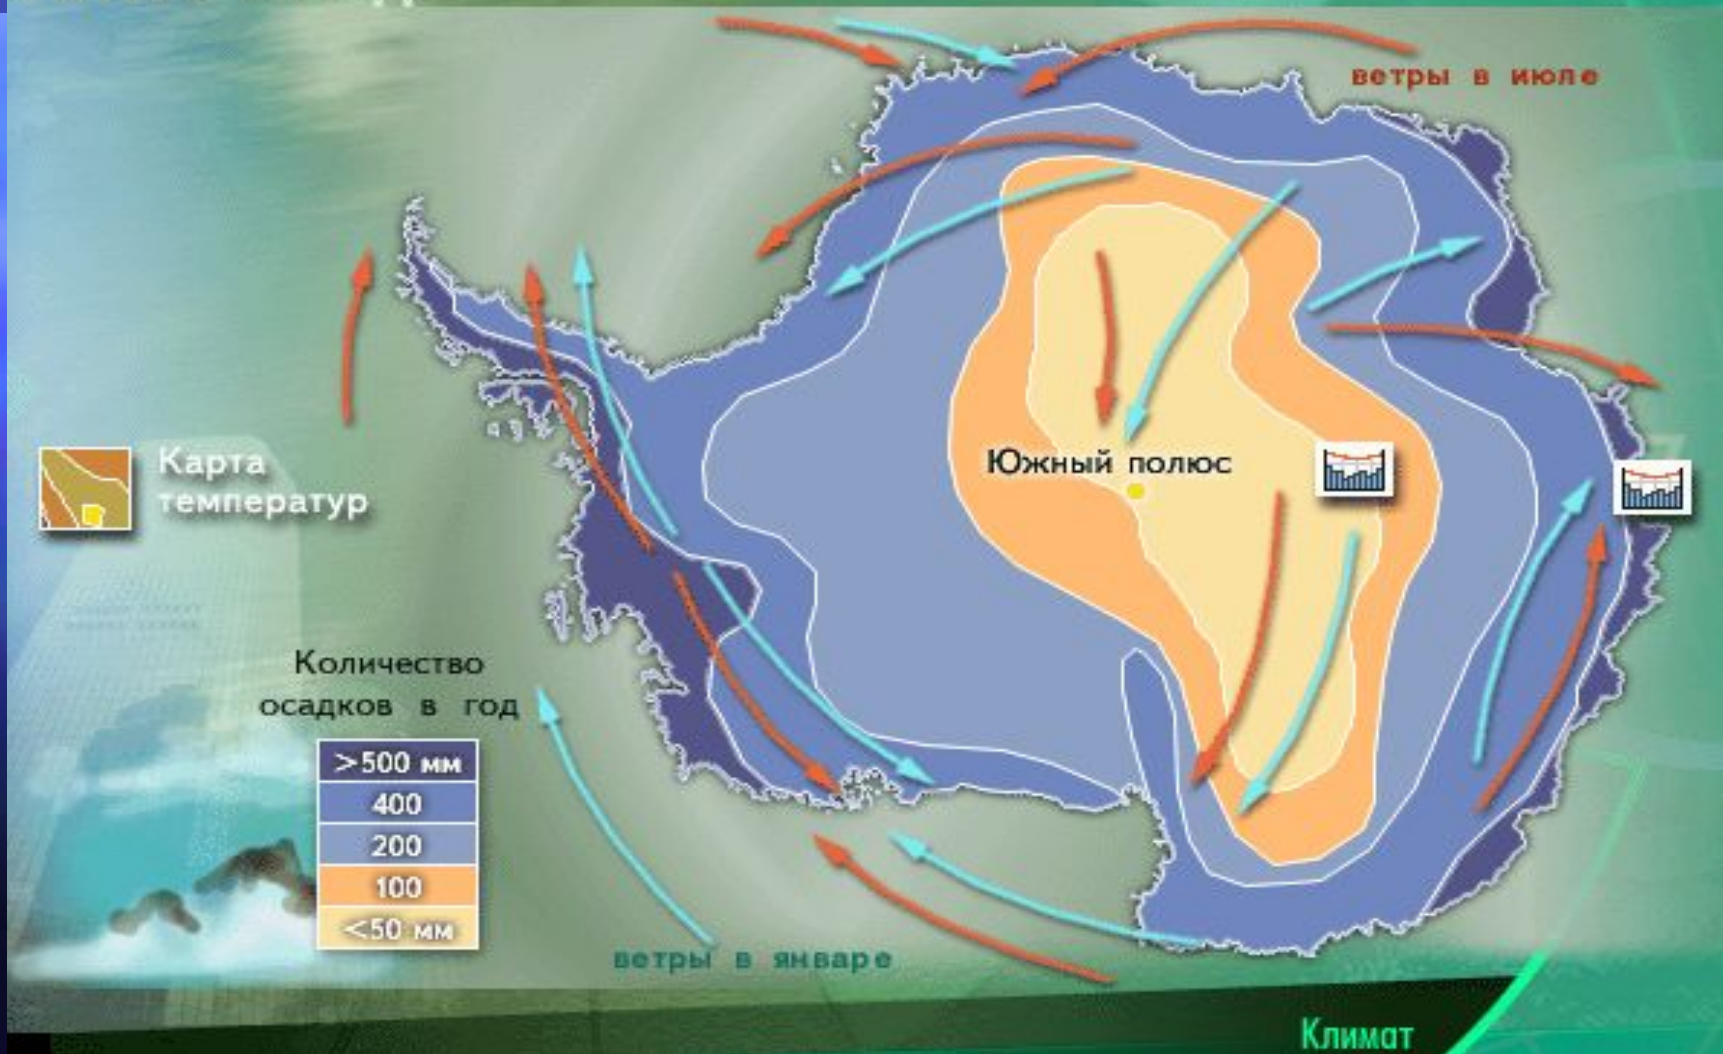 ветры в июле
Южный полюс
Карта
температур
Количество
осадков в год
>500 мм
400
200
100
<50 мм
ветры в январе
Климат